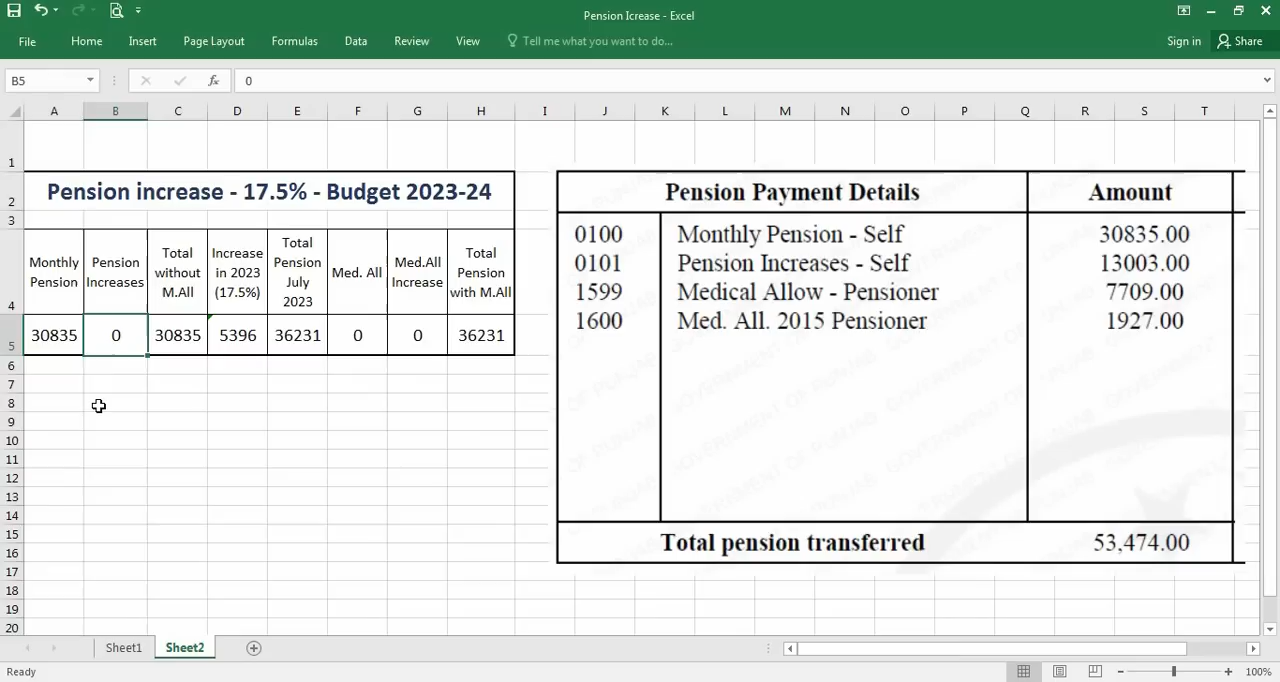 Pension Icrease - Excel
File Home Insert Page Layout Formulas Data Review View Tell me what you want to do... Sign in Share
B5 fx 0
A B C D E F G H I J K L M N O P Q R S T
1
2
3
4
5
6
7
8
9
10
11
12
13
14
15
16
17
18
19
20
Pension increase - 17.5% - Budget 2023-24
Monthly Pension
Pension Increases
Total without M.All
Increase in 2023 (17.5%)
Total Pension July 2023
Med. All
Med.All Increase
Total Pension with M.All
30835 0 30835 5396 36231 0 0 36231
Pension Payment Details Amount
0100 Monthly Pension - Self 30835.00
0101 Pension Increases - Self 13003.00
1599 Medical Allow - Pensioner 7709.00
1600 Med. All. 2015 Pensioner 1927.00
Total pension transferred 53,474.00
Sheet1 Sheet2
Ready 100%